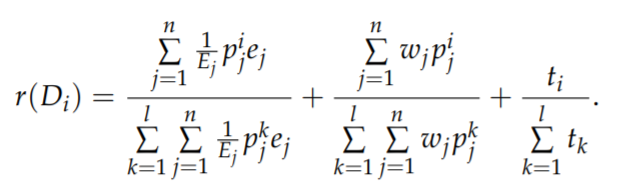 r(D_i) = \frac{\sum_{j=1}^{n} \frac{1}{E_j} p_j^i e_j}{\sum_{k=1}^{l} \sum_{j=1}^{n} \frac{1}{E_j} p_j^k e_j} + \frac{\sum_{j=1}^{n} w_j p_j^i}{\sum_{k=1}^{l} \sum_{j=1}^{n} w_j p_j^k} + \frac{t_i}{\sum_{k=1}^{l} t_k}.